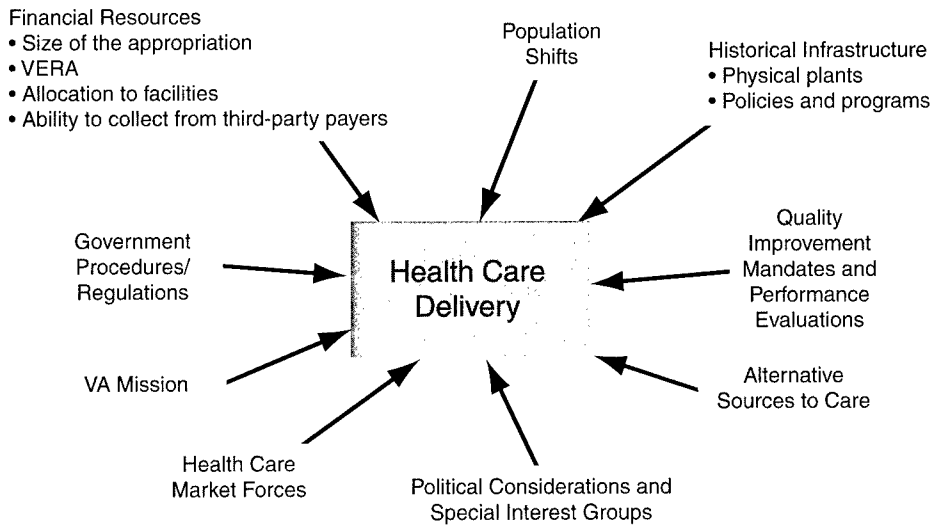 Financial Resources
• Size of the appropriation
• VERA
• Allocation to facilities
• Ability to collect from third-party payers
Population
Shifts
Historical Infrastructure
• Physical plants
• Policies and programs
Government
Procedures/
Regulations
Health Care
Delivery
Quality
Improvement
Mandates and
Performance
Evaluations
VA Mission
Alternative
Sources to Care
Health Care
Market Forces
Political Considerations and
Special Interest Groups